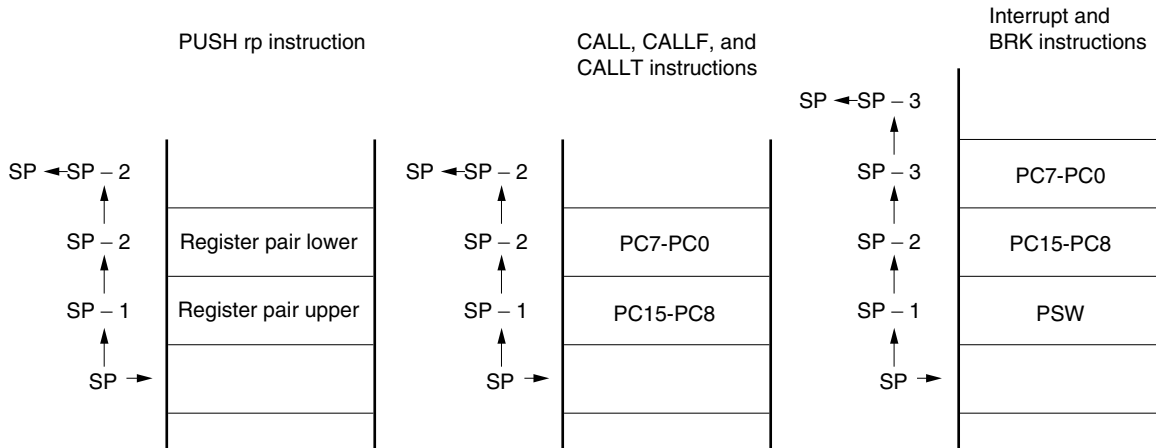 PUSH rp instruction
SP SP – 2
SP – 2
Register pair lower
SP – 1
Register pair upper
SP
CALL, CALLF, and
CALLT instructions
SP SP – 2
SP – 2
PC7-PC0
SP – 1
PC15-PC8
SP
Interrupt and
BRK instructions
SP SP – 3
SP – 3
PC7-PC0
SP – 2
PC15-PC8
SP – 1
PSW
SP